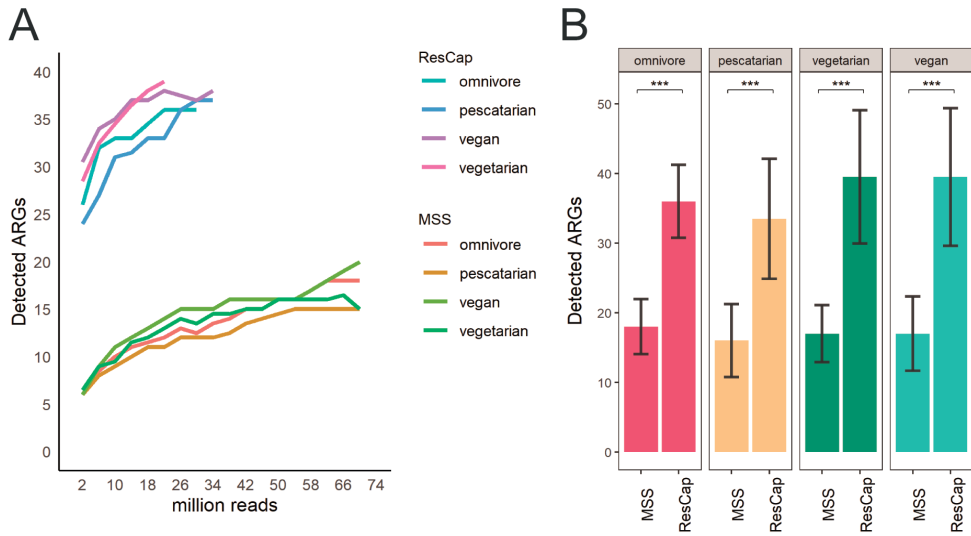 A
Detected ARGs
40
35
30
25
20
15
10
5
0
2 10 18 26 34 42 50 58 66 74
million reads
ResCap
omnivore
pescatarian
vegan
vegetarian
MSS
omnivore
pescatarian
vegan
vegetarian
B
omnivore pescatarian vegetarian vegan
*** *** *** ***
Detected ARGs
50
40
30
20
10
0
MSS ResCap MSS ResCap MSS ResCap MSS ResCap